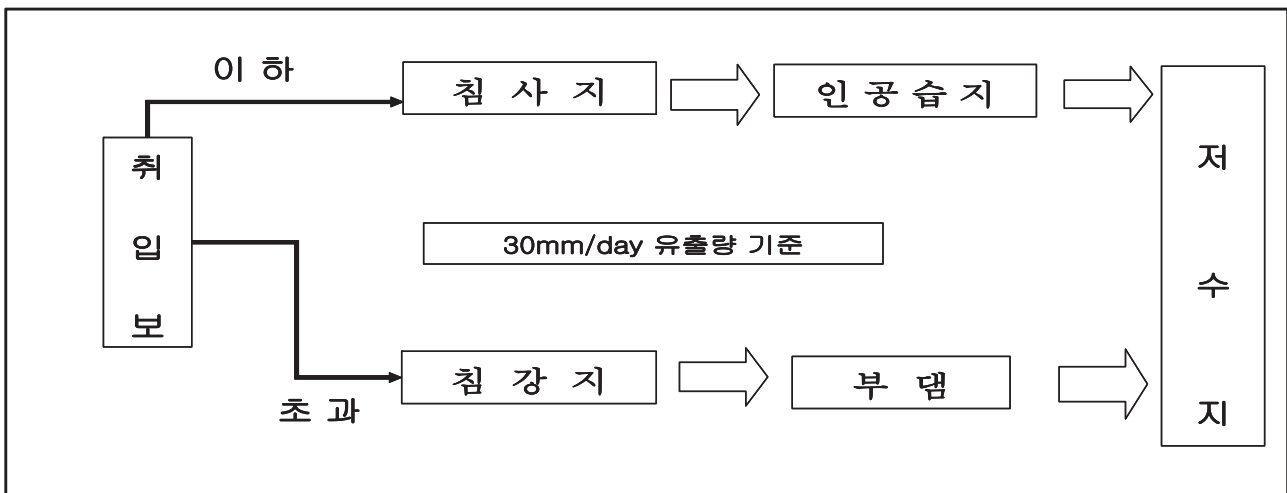 이 하
침 사 지
인 공 습 지
취 입 보
30mm/day 유출량 기준
저 수 지
침 강 지
부 댐
초 과